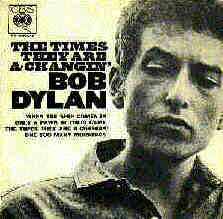 CBS
THE TIMES
THEY ARE
A-CHANGIN'
BOB
DYLAN
WHEN THE SHIP COMES IN
ONLY A PAWN IN THEIR GAME
THE TIMES THEY ARE A CHANGIN'
ONE TOO MANY MORNINGS